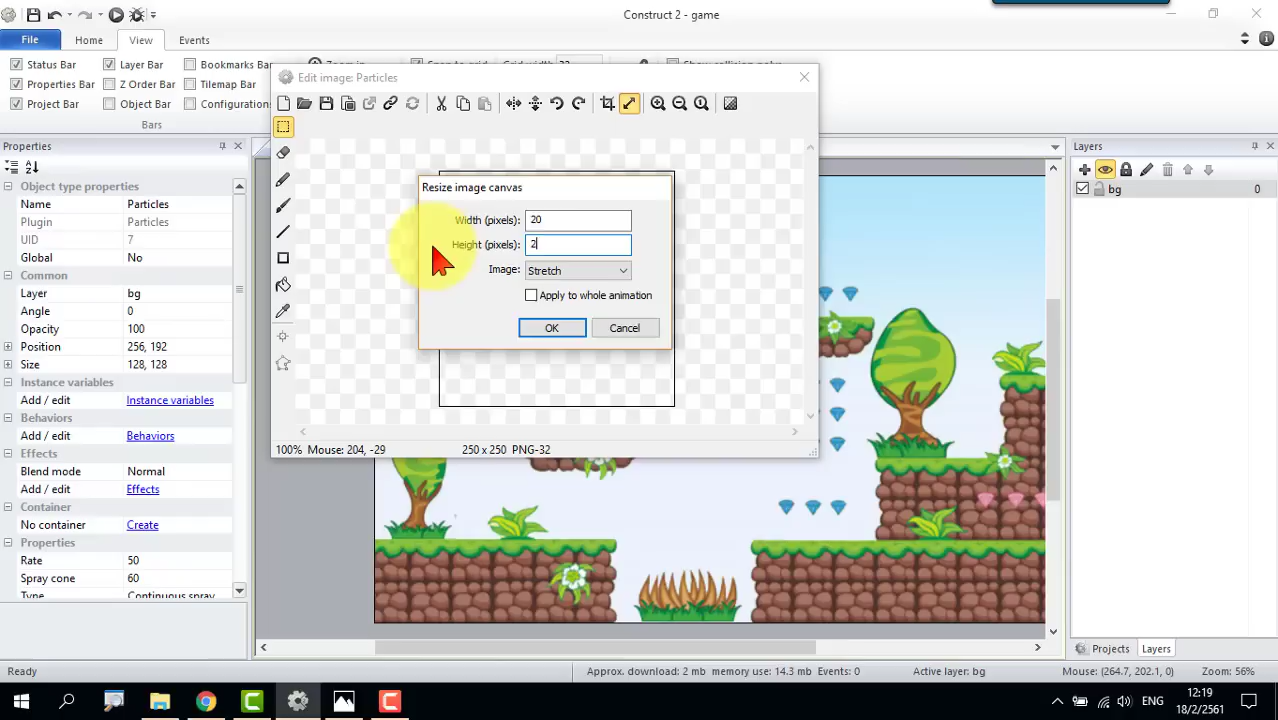 Construct 2 - game
File
Home
View
Events
Status Bar
Layer Bar
Bookmarks Bar
Properties Bar
Z Order Bar
Tilemap Bar
Project Bar
Object Bar
Configurations
Bars
Edit image: Particles
Resize image canvas
Width (pixels): 20
Height (pixels): 2
Image: Stretch
Apply to whole animation
OK
Cancel
100% Mouse: 204, -29
250 x 250 PNG-32
Properties
Object type properties
Name Particles
Plugin Particles
UID 7
Global No
Common
Layer bg
Angle 0
Opacity 100
Position 256, 192
Size 128, 128
Instance variables
Add / edit Instance variables
Behaviors
Add / edit Behaviors
Effects
Blend mode Normal
Add / edit Effects
Container
No container Create
Properties
Rate 50
Spray cone 60
Type Continuous spray
Layers
bg 0
Projects
Layers
Ready
Approx. download: 2 mb memory use: 14.3 mb Events: 0
Active layer: bg
Mouse: (264.7, 202.1, 0)
Zoom: 56%
ENG
12:19
18/2/2561